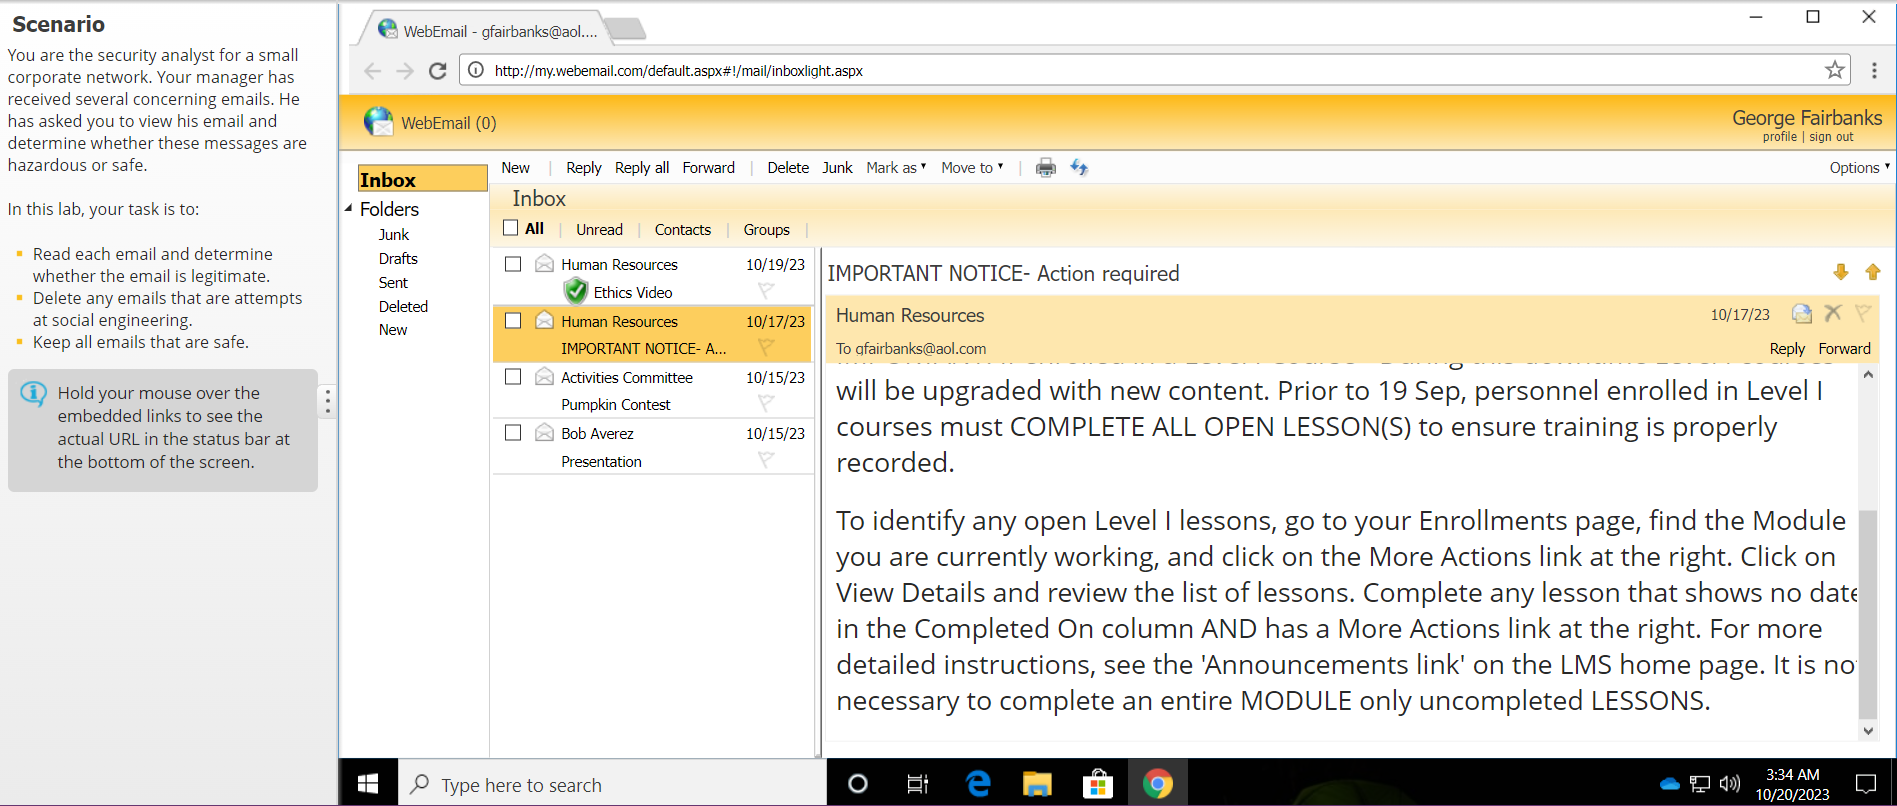 Scenario
You are the security analyst for a small
corporate network. Your manager has
received several concerning emails. He
has asked you to view his email and
determine whether these messages are
hazardous or safe.
In this lab, your task is to:
Read each email and determine
whether the email is legitimate.
Delete any emails that are attempts
at social engineering.
Keep all emails that are safe.
Hold your mouse over the
embedded links to see the
actual URL in the status bar at
the bottom of the screen.
WebEmail - gfairbanks@aol....
http://my.webemail.com/default.aspx#!/mail/inboxlight.aspx
WebEmail (0)
George Fairbanks
profile | sign out
Inbox
Folders
Junk
Drafts
Sent
Deleted
New
New | Reply Reply all Forward | Delete Junk Mark as Move to | Options
Inbox
All | Unread | Contacts | Groups |
Human Resources 10/19/23
Ethics Video
Human Resources 10/17/23
IMPORTANT NOTICE- A...
Activities Committee 10/15/23
Pumpkin Contest
Bob Averez 10/15/23
Presentation
IMPORTANT NOTICE- Action required
Human Resources 10/17/23
To gfairbanks@aol.com Reply Forward
will be upgraded with new content. Prior to 19 Sep, personnel enrolled in Level I
courses must COMPLETE ALL OPEN LESSON(S) to ensure training is properly
recorded.
To identify any open Level I lessons, go to your Enrollments page, find the Module
you are currently working, and click on the More Actions link at the right. Click on
View Details and review the list of lessons. Complete any lesson that shows no date
in the Completed On column AND has a More Actions link at the right. For more
detailed instructions, see the 'Announcements link' on the LMS home page. It is not
necessary to complete an entire MODULE only uncompleted LESSONS.
Type here to search
3:34 AM
10/20/2023